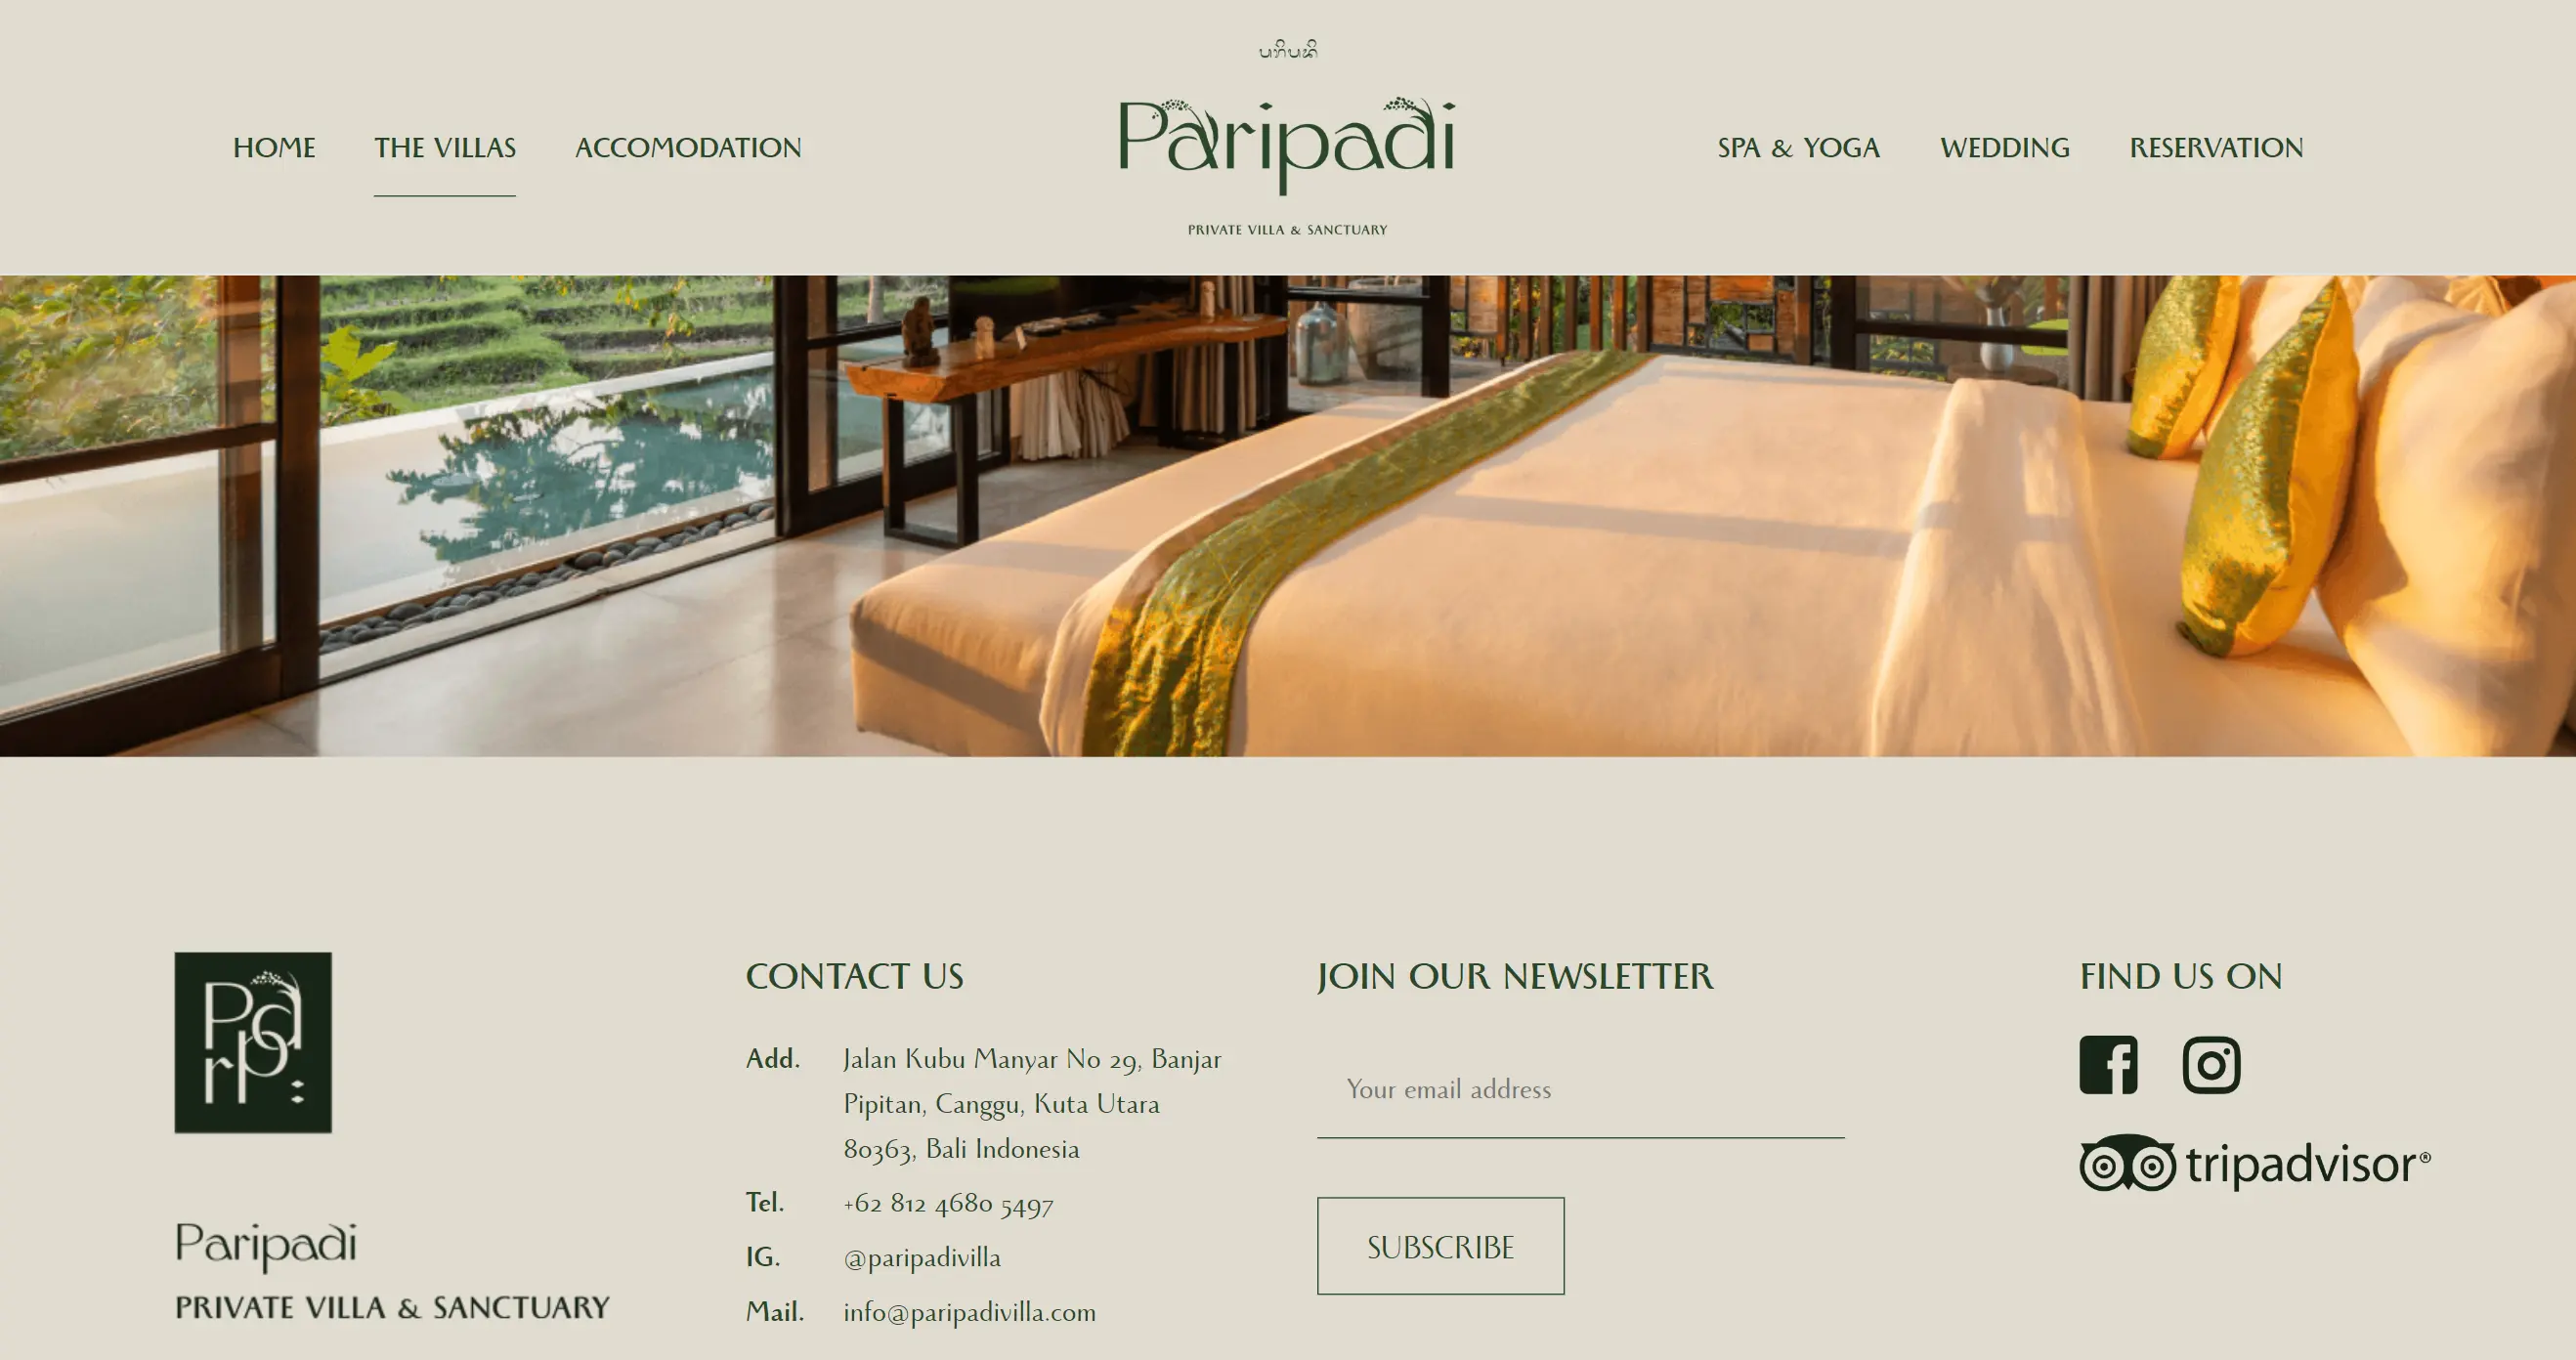 HOME
THE VILLAS
ACCOMODATION
Paripadi
PRIVATE VILLA & SANCTUARY
SPA & YOGA
WEDDING
RESERVATION
Parp:
Paripadi
PRIVATE VILLA & SANCTUARY
CONTACT US
Add. Jalan Kubu Manyar No 29, Banjar
Pipitan, Canggu, Kuta Utara
80363, Bali Indonesia
Tel. +62 812 4680 5497
IG. @paripadivilla
Mail. info@paripadivilla.com
JOIN OUR NEWSLETTER
Your email address
SUBSCRIBE
FIND US ON
tripadvisor®